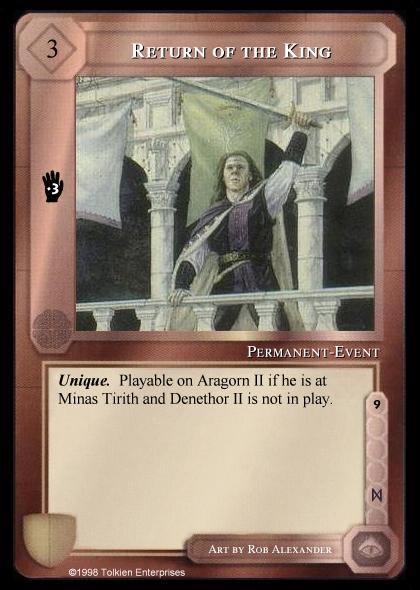 3
RETURN OF THE KING
-3
PERMANENT-EVENT
Unique. Playable on Aragorn II if he is at
Minas Tirith and Denethor II is not in play.
9
ᛞ
ART BY ROB ALEXANDER
©1998 Tolkien Enterprises